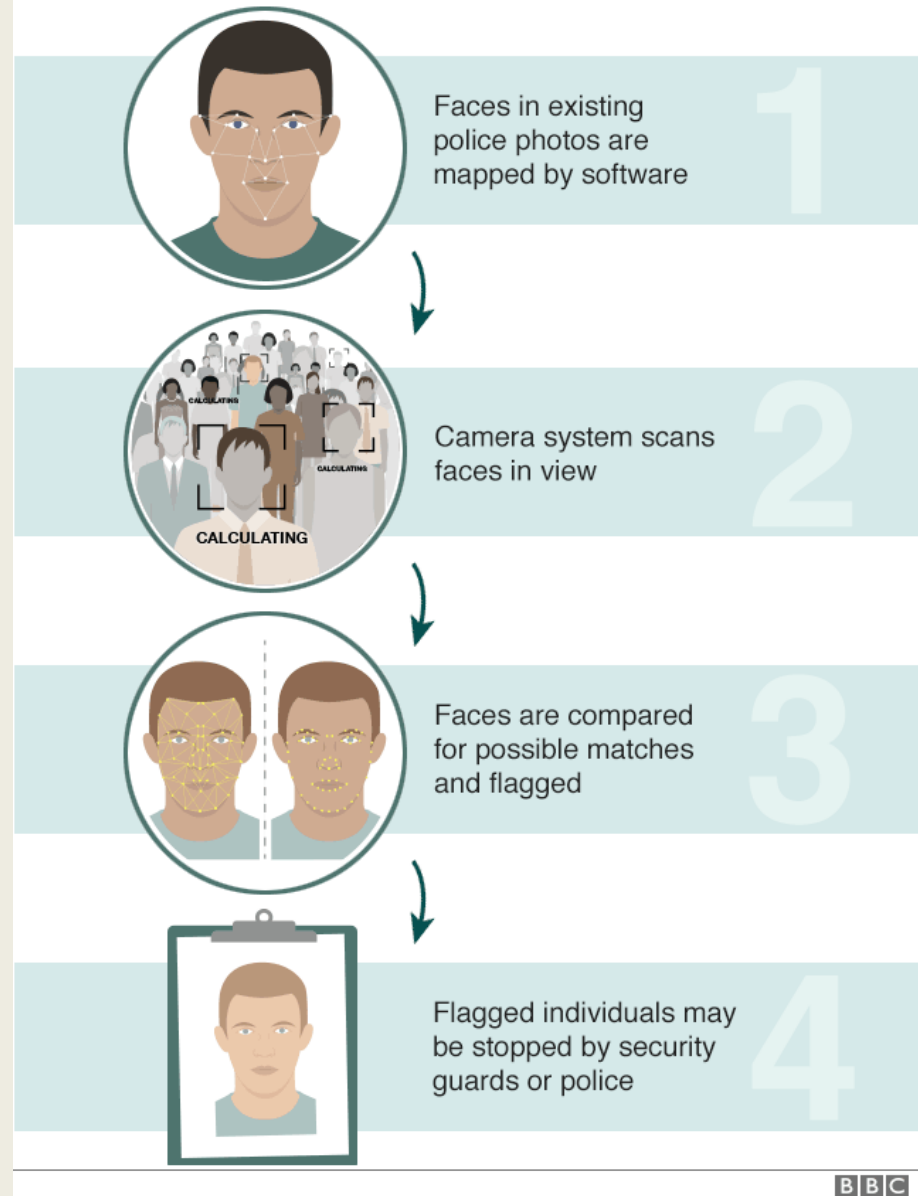 Faces in existing
police photos are
mapped by software
1
CALCULATING
CALCULATING
CALCULATING
Camera system scans
faces in view
2
Faces are compared
for possible matches
and flagged
3
Flagged individuals may
be stopped by security
guards or police
4
BBC